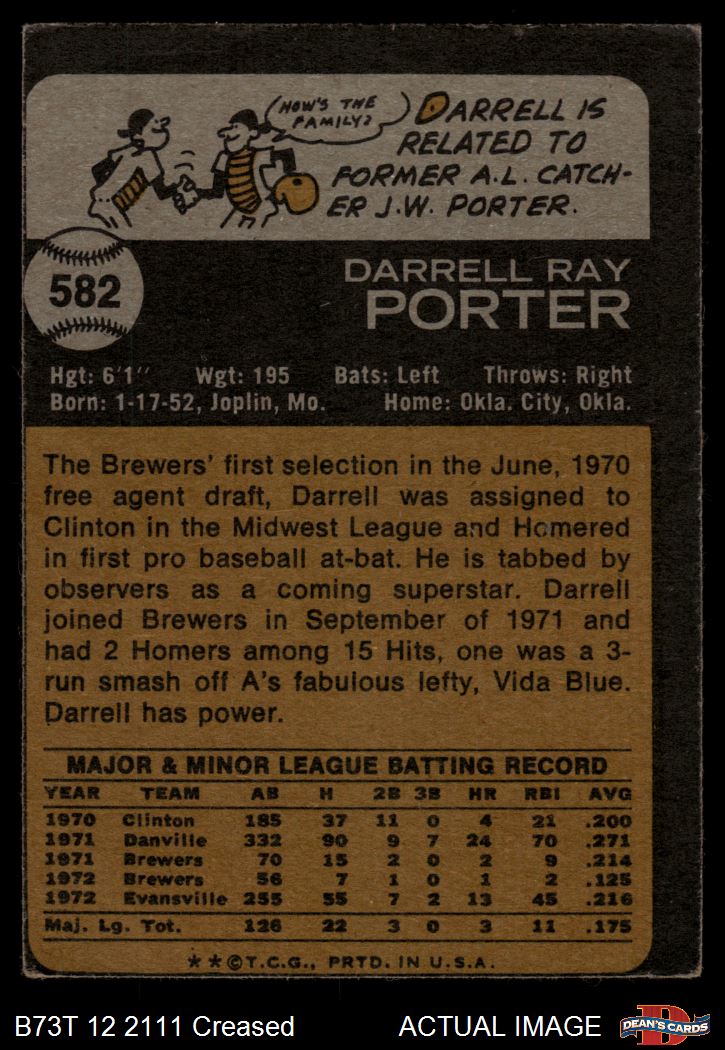 (HOW'S THE
FAMILY?)
DARRELL IS
RELATED TO
FORMER A.L. CATCH-
ER J.W. PORTER.
582
DARRELL RAY
PORTER
Hgt: 6'1" Wgt: 195 Bats: Left Throws: Right
Born: 1-17-52, Joplin, Mo. Home: Okla. City, Okla.
The Brewers' first selection in the June, 1970
free agent draft, Darrell was assigned to
Clinton in the Midwest League and Homered
in first pro baseball at-bat. He is tabbed by
observers as a coming superstar. Darrell
joined Brewers in September of 1971 and
had 2 Homers among 15 Hits, one was a 3-
run smash off A's fabulous lefty, Vida Blue.
Darrell has power.
MAJOR & MINOR LEAGUE BATTING RECORD
YEAR TEAM AB H 2B 3B HR RBI AVG
1970 Clinton 185 37 11 0 4 21 .200
1971 Danville 332 90 9 7 24 70 .271
1971 Brewers 70 15 2 0 2 9 .214
1972 Brewers 56 7 1 0 1 2 .125
1972 Evansville 255 55 7 2 13 45 .216
Maj. Lg. Tot. 126 22 3 0 3 11 .175
**©T.C.G., PRTD. IN U.S.A.
B73T 12 2111 Creased ACTUAL IMAGE
D
DEAN'S CARDS